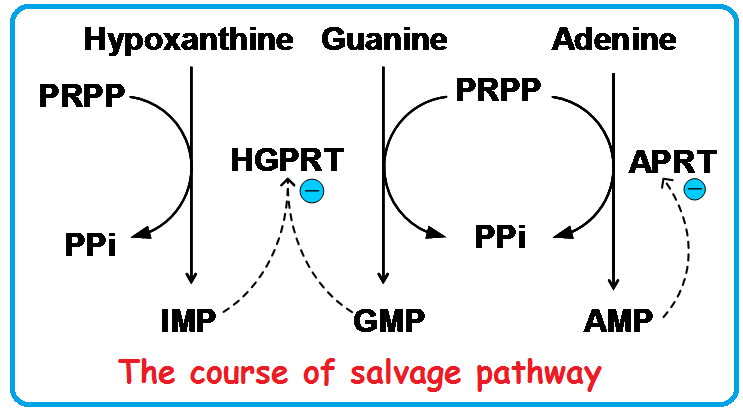 Hypoxanthine Guanine Adenine
PRPP PRPP
HGPRT APRT
− −
PPi PPi
IMP GMP AMP
The course of salvage pathway